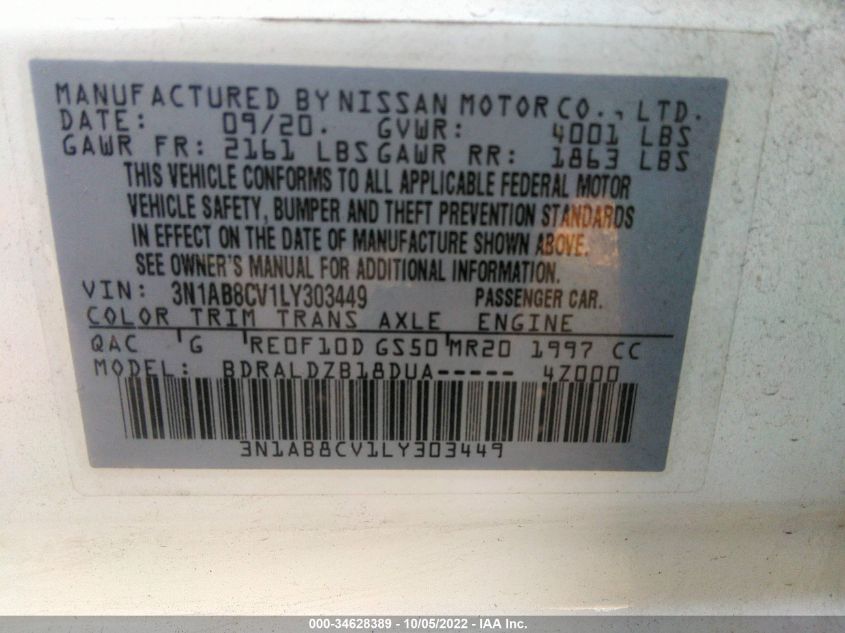 MANUFACTURED BY NISSAN MOTOR CO., LTD.
DATE: 09/20. GVWR: 4001 LBS
GAWR FR: 2161 LBS GAWR RR: 1863 LBS
THIS VEHICLE CONFORMS TO ALL APPLICABLE FEDERAL MOTOR
VEHICLE SAFETY, BUMPER AND THEFT PREVENTION STANDARDS
IN EFFECT ON THE DATE OF MANUFACTURE SHOWN ABOVE.
SEE OWNER'S MANUAL FOR ADDITIONAL INFORMATION.
VIN: 3N1AB8CV1LY303449 PASSENGER CAR.
COLOR TRIM TRANS AXLE ENGINE
QAC G RE0F10D GS50 MR20 1997 CC
MODEL: BDRALDZB18DUA----- 4Z000
3N1AB8CV1LY303449
000-34628389 - 10/05/2022 - IAA Inc.